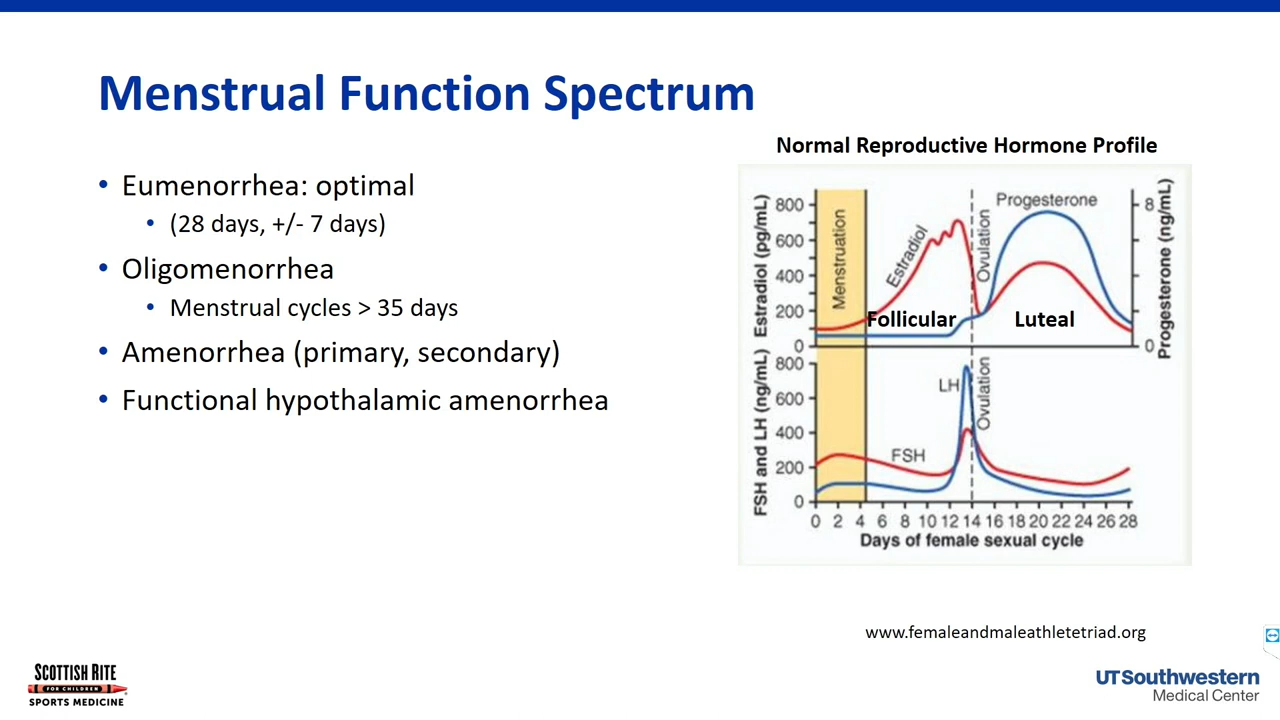 Menstrual Function Spectrum
• Eumenorrhea: optimal
• (28 days, +/- 7 days)
• Oligomenorrhea
• Menstrual cycles > 35 days
• Amenorrhea (primary, secondary)
• Functional hypothalamic amenorrhea
Normal Reproductive Hormone Profile
Estradiol (pg/mL)
800
600
400
200
0
Menstruation
Estradiol
Ovulation
Progesterone
Follicular
Luteal
8
0
Progesterone (ng/mL)
FSH and LH (ng/mL)
800
600
400
200
0
FSH
LH
Ovulation
0 2 4 6 8 10 12 14 16 18 20 22 24 26 28
Days of female sexual cycle
www.femaleandmaleathletetriad.org
SCOTTISH RITE
FOR CHILDREN
SPORTS MEDICINE
UTSouthwestern
Medical Center